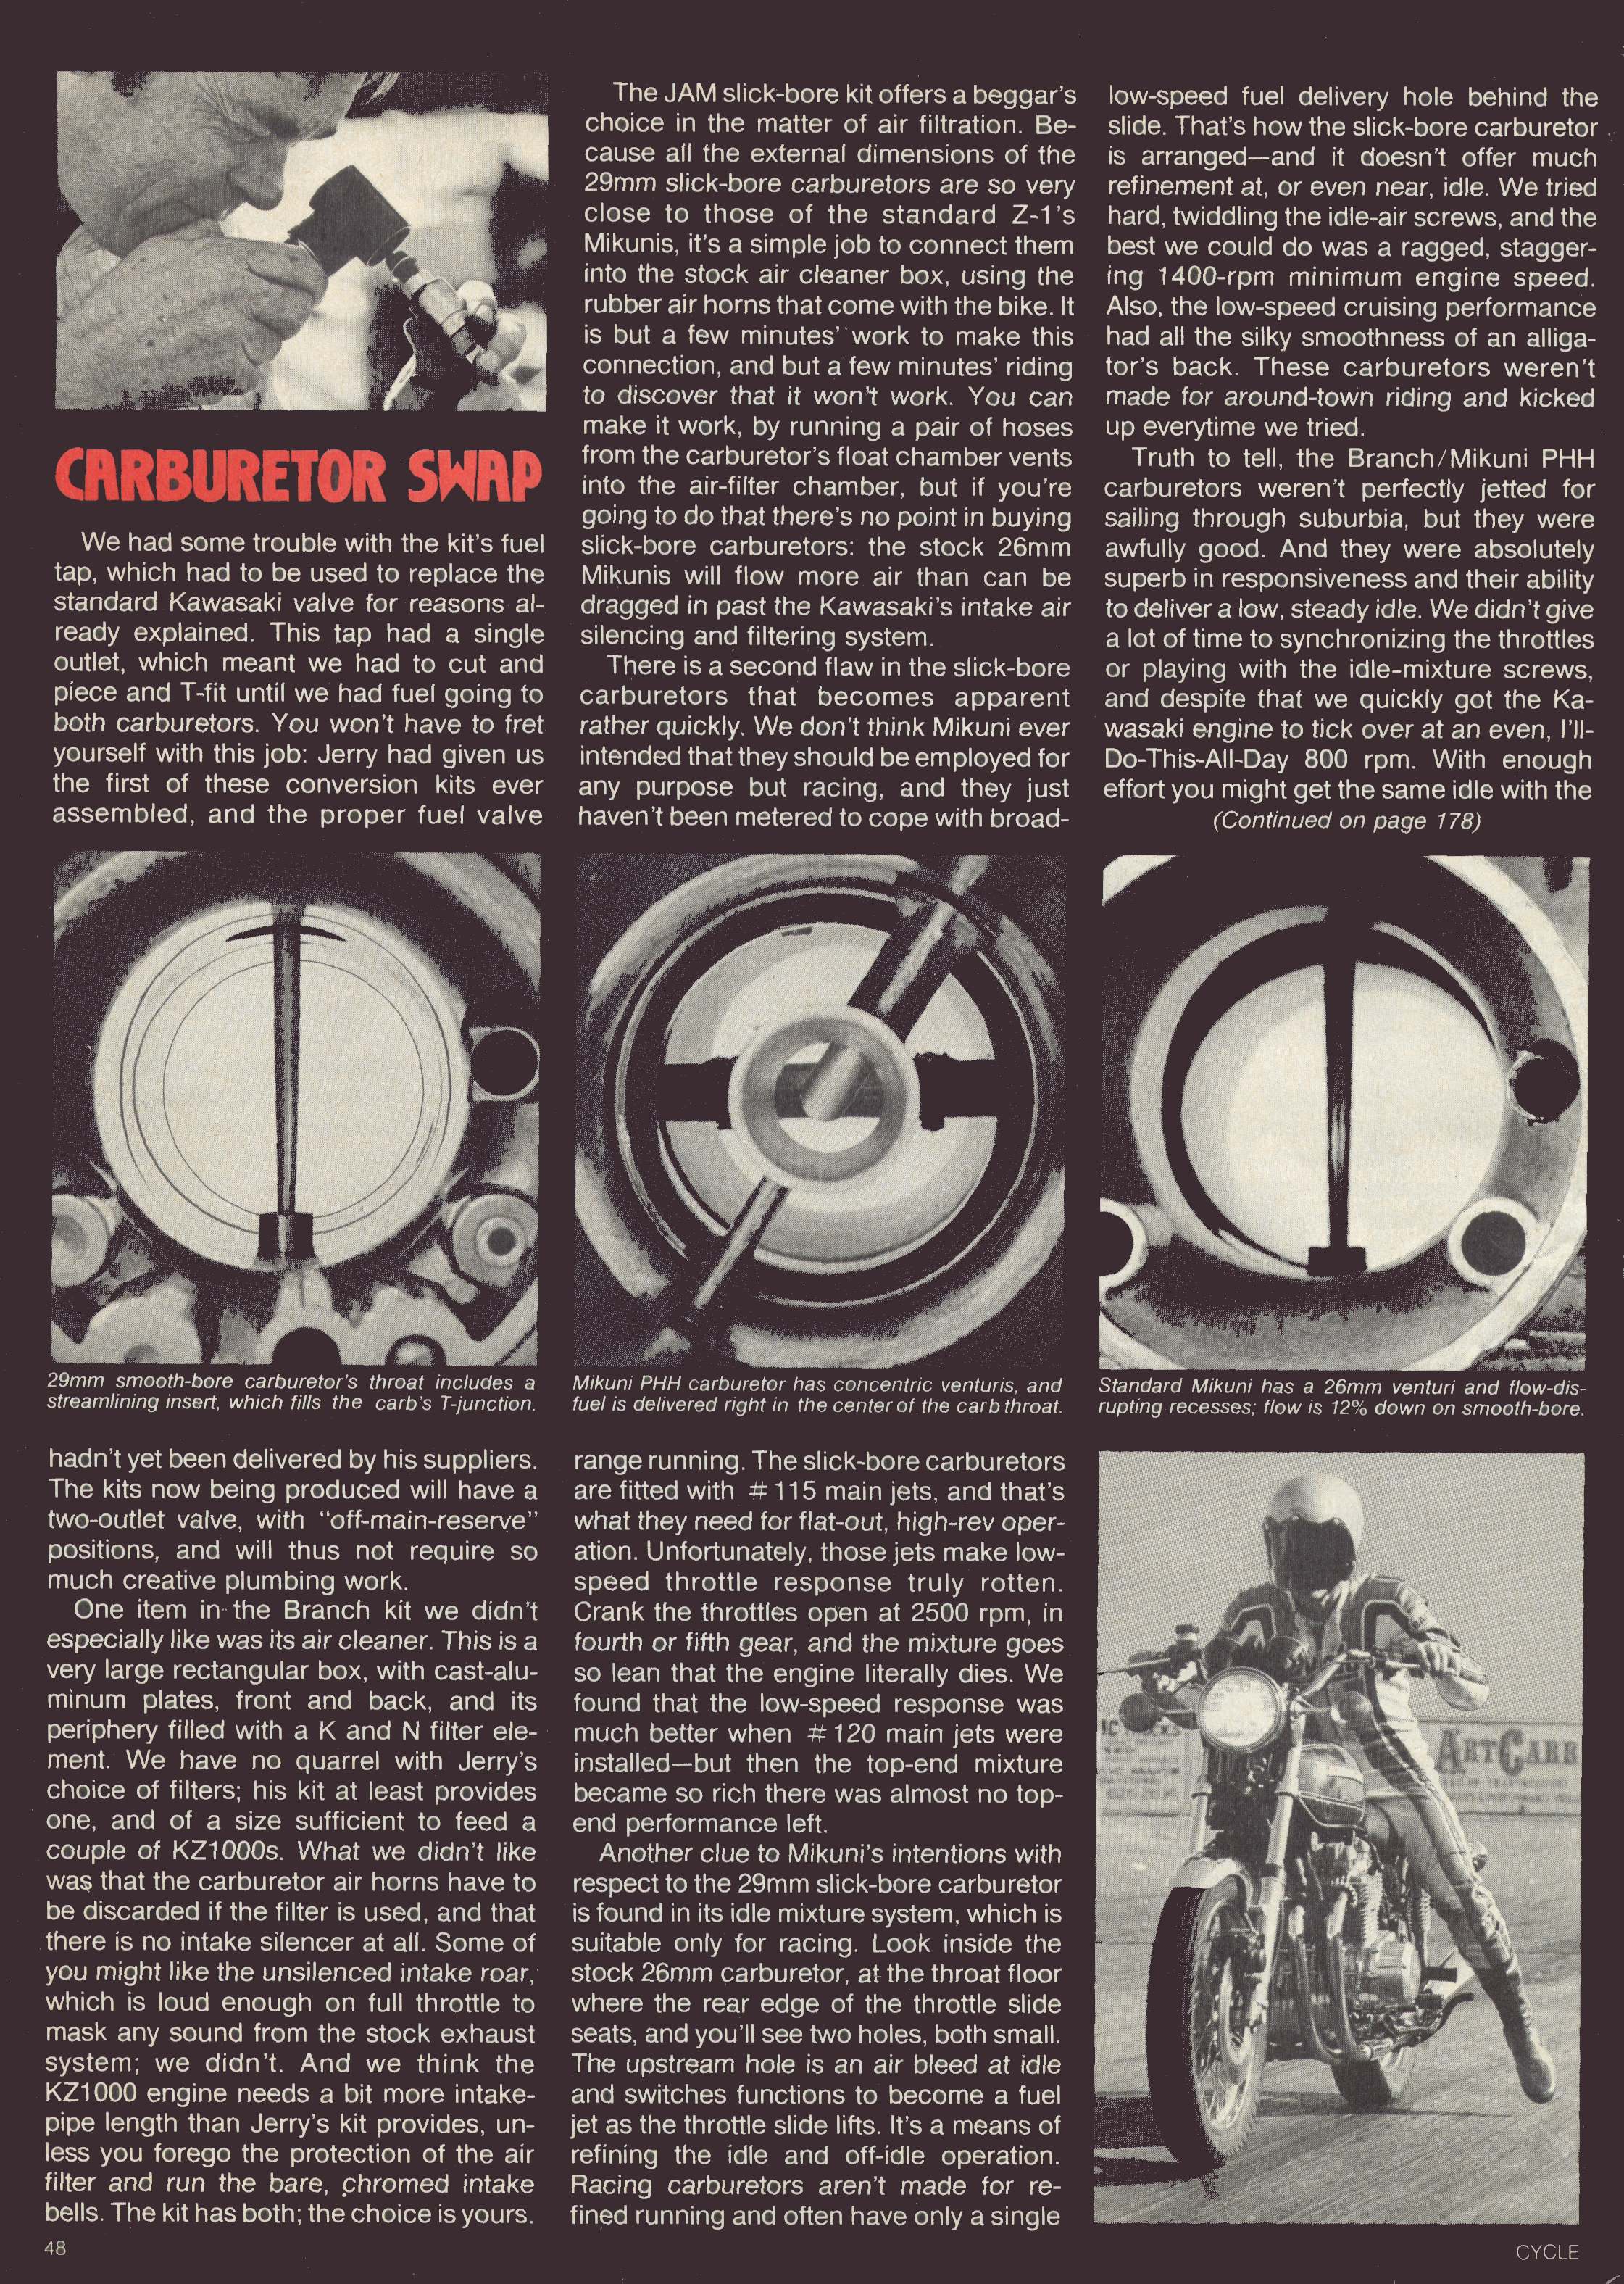 CARBURETOR SWAP
We had some trouble with the kit's fuel
tap, which had to be used to replace the
standard Kawasaki valve for reasons al-
ready explained. This tap had a single
outlet, which meant we had to cut and
piece and T-fit until we had fuel going to
both carburetors. You won't have to fret
yourself with this job: Jerry had given us
the first of these conversion kits ever
assembled, and the proper fuel valve
29mm smooth-bore carburetor's throat includes a
streamlining insert, which fills the carb's T-junction.
hadn't yet been delivered by his suppliers.
The kits now being produced will have a
two-outlet valve, with "off-main-reserve"
positions, and will thus not require so
much creative plumbing work.
One item in the Branch kit we didn't
especially like was its air cleaner. This is a
very large rectangular box, with cast-alu-
minum plates, front and back, and its
periphery filled with a K and N filter ele-
ment. We have no quarrel with Jerry's
choice of filters; his kit at least provides
one, and of a size sufficient to feed a
couple of KZ1000s. What we didn't like
was that the carburetor air horns have to
be discarded if the filter is used, and that
there is no intake silencer at all. Some of
you might like the unsilenced intake roar,
which is loud enough on full throttle to
mask any sound from the stock exhaust
system; we didn't. And we think the
KZ1000 engine needs a bit more intake-
pipe length than Jerry's kit provides, un-
less you forego the protection of the air
filter and run the bare, chromed intake
bells. The kit has both; the choice is yours.
The JAM slick-bore kit offers a beggar's
choice in the matter of air filtration. Be-
cause all the external dimensions of the
29mm slick-bore carburetors are so very
close to those of the standard Z-1's
Mikunis, it's a simple job to connect them
into the stock air cleaner box, using the
rubber air horns that come with the bike. It
is but a few minutes' work to make this
connection, and but a few minutes' riding
to discover that it won't work. You can
make it work, by running a pair of hoses
from the carburetor's float chamber vents
into the air-filter chamber, but if you're
going to do that there's no point in buying
slick-bore carburetors: the stock 26mm
Mikunis will flow more air than can be
dragged in past the Kawasaki's intake air
silencing and filtering system.
There is a second flaw in the slick-bore
carburetors that becomes apparent
rather quickly. We don't think Mikuni ever
intended that they should be employed for
any purpose but racing, and they just
haven't been metered to cope with broad-
Mikuni PHH carburetor has concentric venturis, and
fuel is delivered right in the center of the carb throat.
range running. The slick-bore carburetors
are fitted with #115 main jets, and that's
what they need for flat-out, high-rev oper-
ation. Unfortunately, those jets make low-
speed throttle response truly rotten.
Crank the throttles open at 2500 rpm, in
fourth or fifth gear, and the mixture goes
so lean that the engine literally dies. We
found that the low-speed response was
much better when #120 main jets were
installed—but then the top-end mixture
became so rich there was almost no top-
end performance left.
Another clue to Mikuni's intentions with
respect to the 29mm slick-bore carburetor
is found in its idle mixture system, which is
suitable only for racing. Look inside the
stock 26mm carburetor, at the throat floor
where the rear edge of the throttle slide
seats, and you'll see two holes, both small.
The upstream hole is an air bleed at idle
and switches functions to become a fuel
jet as the throttle slide lifts. It's a means of
refining the idle and off-idle operation.
Racing carburetors aren't made for re-
fined running and often have only a single
low-speed fuel delivery hole behind the
slide. That's how the slick-bore carburetor
is arranged—and it doesn't offer much
refinement at, or even near, idle. We tried
hard, twiddling the idle-air screws, and the
best we could do was a ragged, stagger-
ing 1400-rpm minimum engine speed.
Also, the low-speed cruising performance
had all the silky smoothness of an alliga-
tor's back. These carburetors weren't
made for around-town riding and kicked
up everytime we tried.
Truth to tell, the Branch/Mikuni PHH
carburetors weren't perfectly jetted for
sailing through suburbia, but they were
awfully good. And they were absolutely
superb in responsiveness and their ability
to deliver a low, steady idle. We didn't give
a lot of time to synchronizing the throttles
or playing with the idle-mixture screws,
and despite that we quickly got the Ka-
wasaki engine to tick over at an even, I'll-
Do-This-All-Day 800 rpm. With enough
effort you might get the same idle with the
(Continued on page 178)
Standard Mikuni has a 26mm venturi and flow-dis-
rupting recesses; flow is 12% down on smooth-bore.
ARTCARB
48
CYCLE